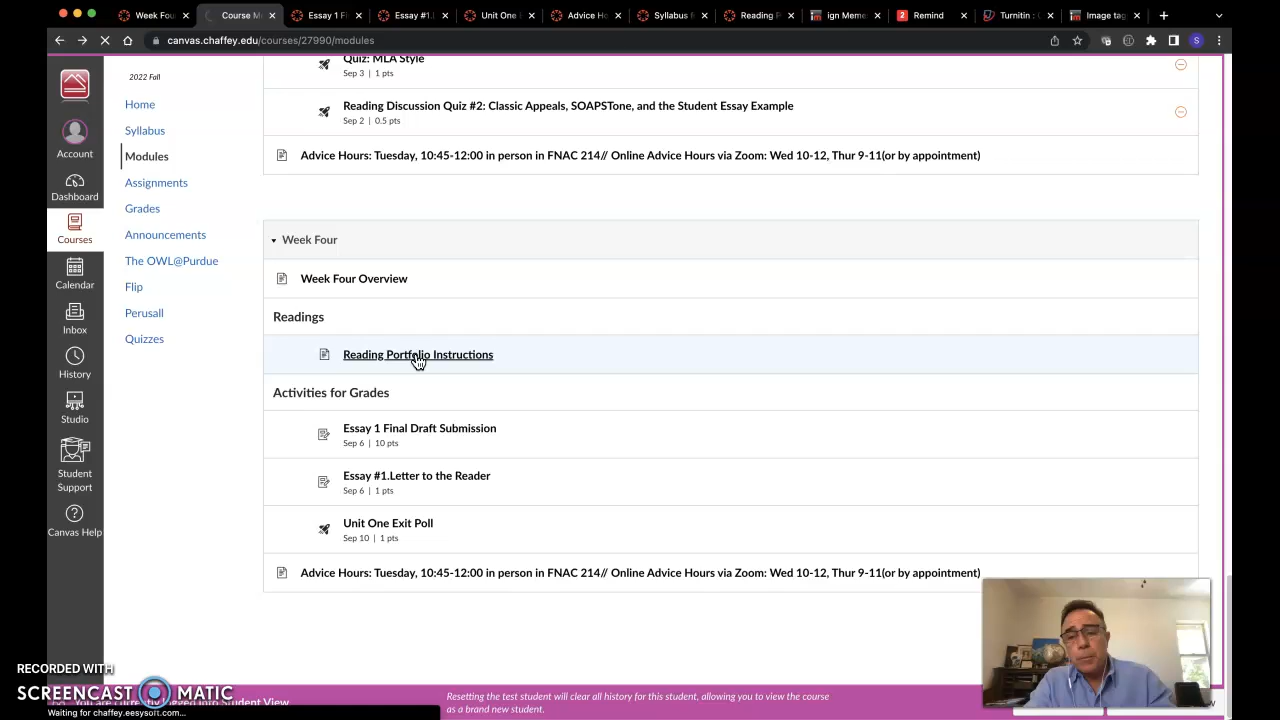 Week Fou
Course M
Essay 1 Fi
Essay #1.l
Unit One
Advice Ho
Syllabus f
Reading P
ign Meme
Remind
Turnitin :
Image tag
canvas.chaffey.edu/courses/27990/modules
S
2022 Fall
Home
Syllabus
Modules
Assignments
Grades
Announcements
The OWL@Purdue
Flip
Perusall
Quizzes
Account
Dashboard
Courses
Calendar
Inbox
History
Studio
Student
Support
Canvas Help
Quiz: MLA Style
Sep 3 | 1 pts
Reading Discussion Quiz #2: Classic Appeals, SOAPSTone, and the Student Essay Example
Sep 2 | 0.5 pts
Advice Hours: Tuesday, 10:45-12:00 in person in FNAC 214// Online Advice Hours via Zoom: Wed 10-12, Thur 9-11(or by appointment)
Week Four
Week Four Overview
Readings
Reading Portfolio Instructions
Activities for Grades
Essay 1 Final Draft Submission
Sep 6 | 10 pts
Essay #1.Letter to the Reader
Sep 6 | 1 pts
Unit One Exit Poll
Sep 10 | 1 pts
Advice Hours: Tuesday, 10:45-12:00 in person in FNAC 214// Online Advice Hours via Zoom: Wed 10-12, Thur 9-11(or by appointment)
RECORDED WITH
SCREENCAST MATIC
You are currently logged into Student View
Resetting the test student will clear all history for this student, allowing you to view the course
as a brand new student.
Waiting for chaffey.eesysoft.com...